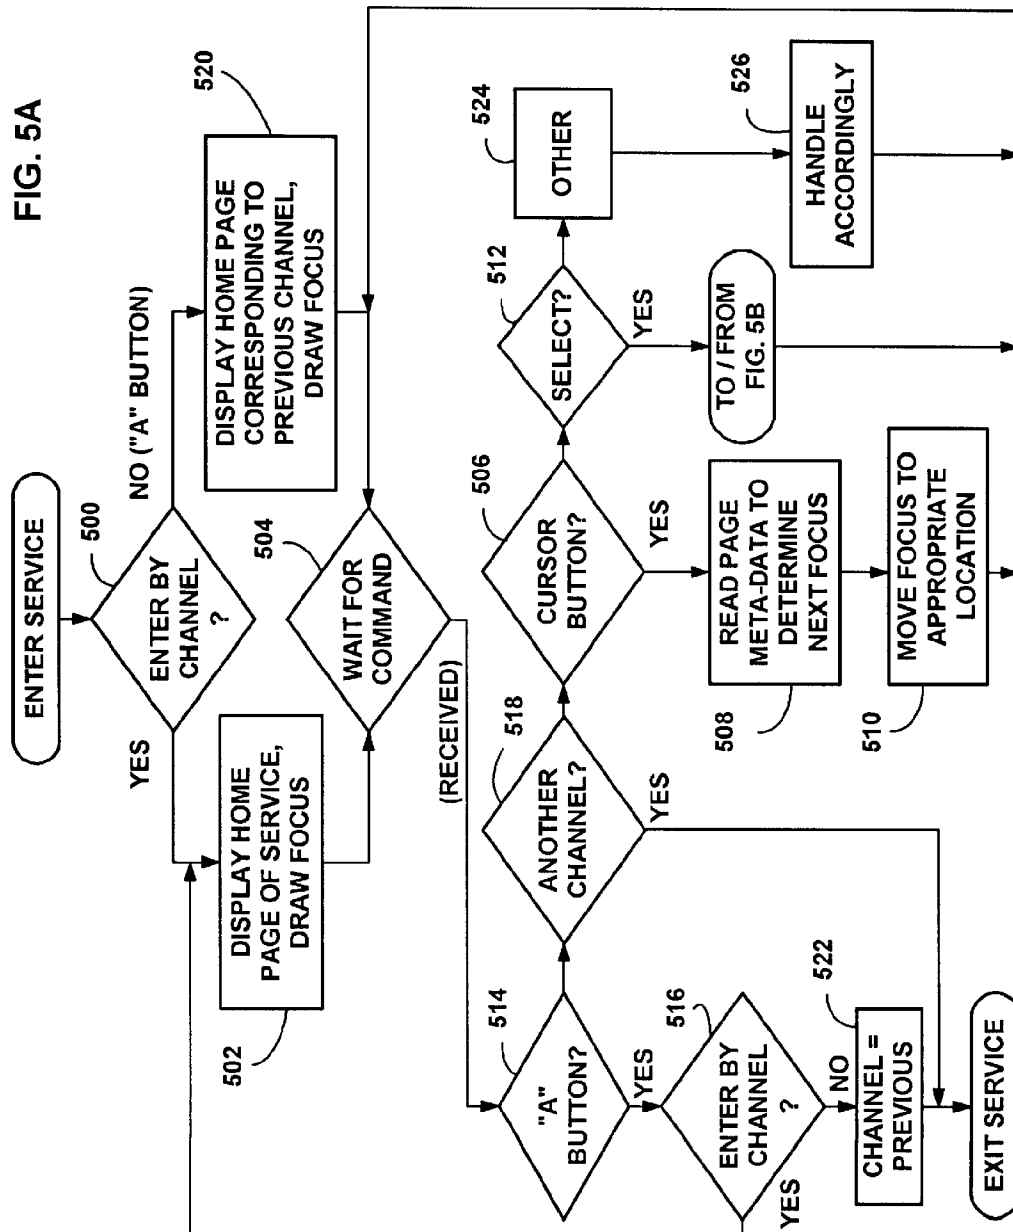 FIG. 5A
ENTER SERVICE
500
ENTER BY
CHANNEL
?
YES
NO ("A" BUTTON)
DISPLAY HOME
PAGE OF SERVICE,
DRAW FOCUS
502
DISPLAY HOME PAGE
CORRESPONDING TO
PREVIOUS CHANNEL,
DRAW FOCUS
520
504
WAIT FOR
COMMAND
(RECEIVED)
514
"A"
BUTTON?
YES
518
ANOTHER
CHANNEL?
YES
506
CURSOR
BUTTON?
YES
512
SELECT?
YES
524
OTHER
516
ENTER BY
CHANNEL
?
YES
NO
522
CHANNEL =
PREVIOUS
EXIT SERVICE
READ PAGE
META-DATA TO
DETERMINE
NEXT FOCUS
508
MOVE FOCUS TO
APPROPRIATE
LOCATION
510
TO / FROM
FIG. 5B
526
HANDLE
ACCORDINGLY